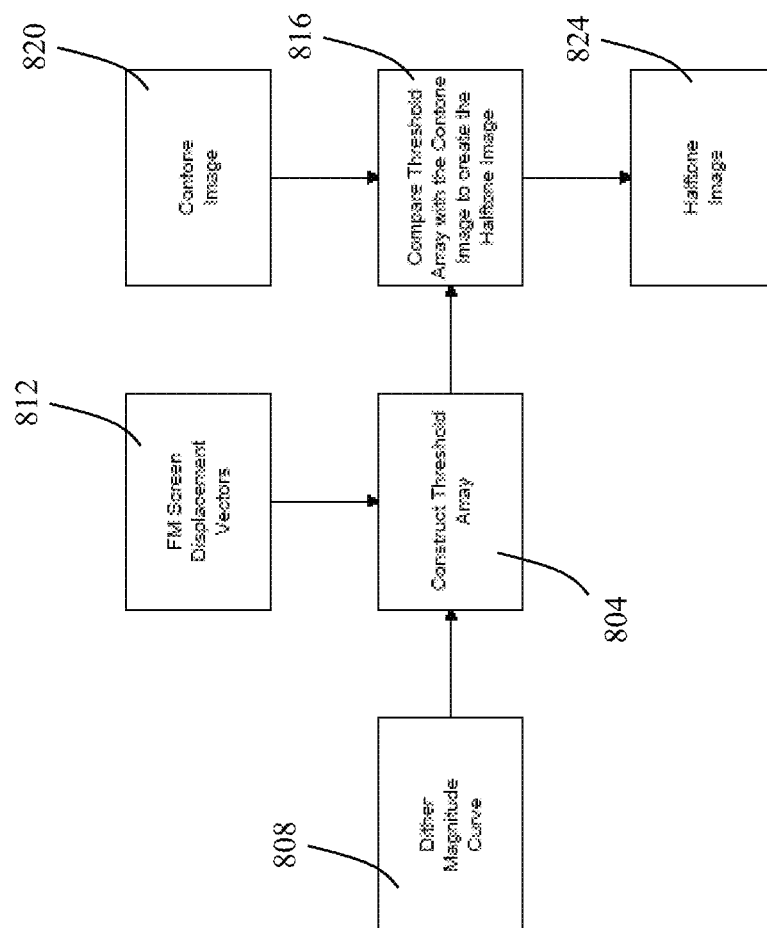 820
Contone
Image
816
Compare Threshold
Array with the Contone
Image to create the
Halftone Image
824
Halftone
Image
812
FM Screen
Displacement
Vectors
Construct Threshold
Array
804
808
Dither
Magnitude
Curve